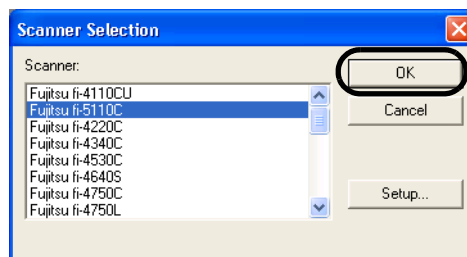 Scanner Selection
Scanner:
Fujitsu fi-4110CU
Fujitsu fi-5110C
Fujitsu fi-4220C
Fujitsu fi-4340C
Fujitsu fi-4530C
Fujitsu fi-4640S
Fujitsu fi-4750C
Fujitsu fi-4750L
OK
Cancel
Setup...